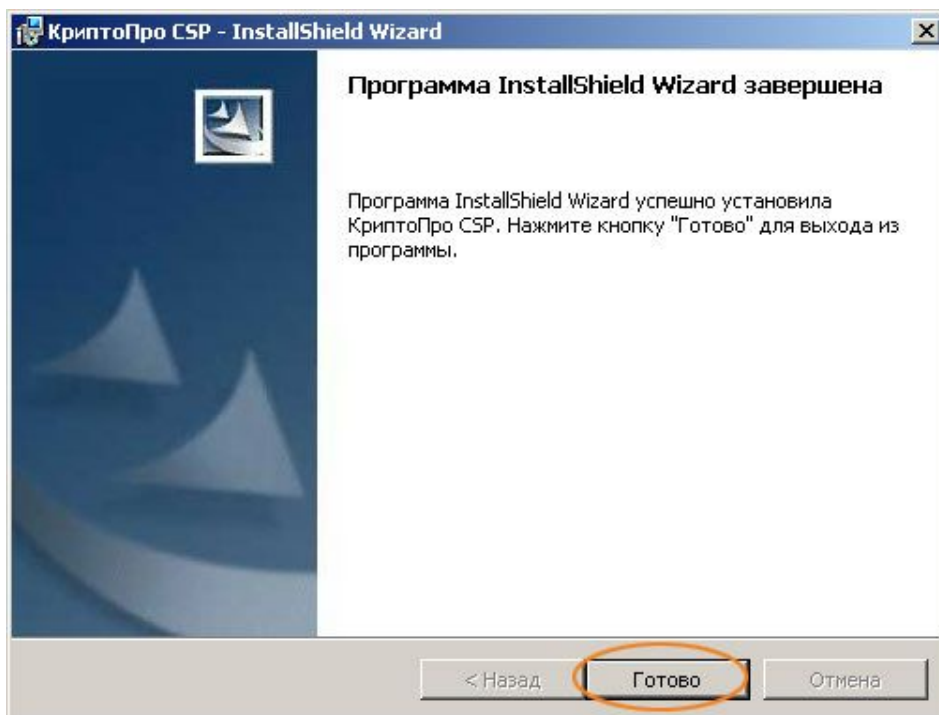 КриптоПро CSP - InstallShield Wizard
Программа InstallShield Wizard завершена
Программа InstallShield Wizard успешно установила
КриптоПро CSP. Нажмите кнопку "Готово" для выхода из
программы.
< Назад Готово Отмена